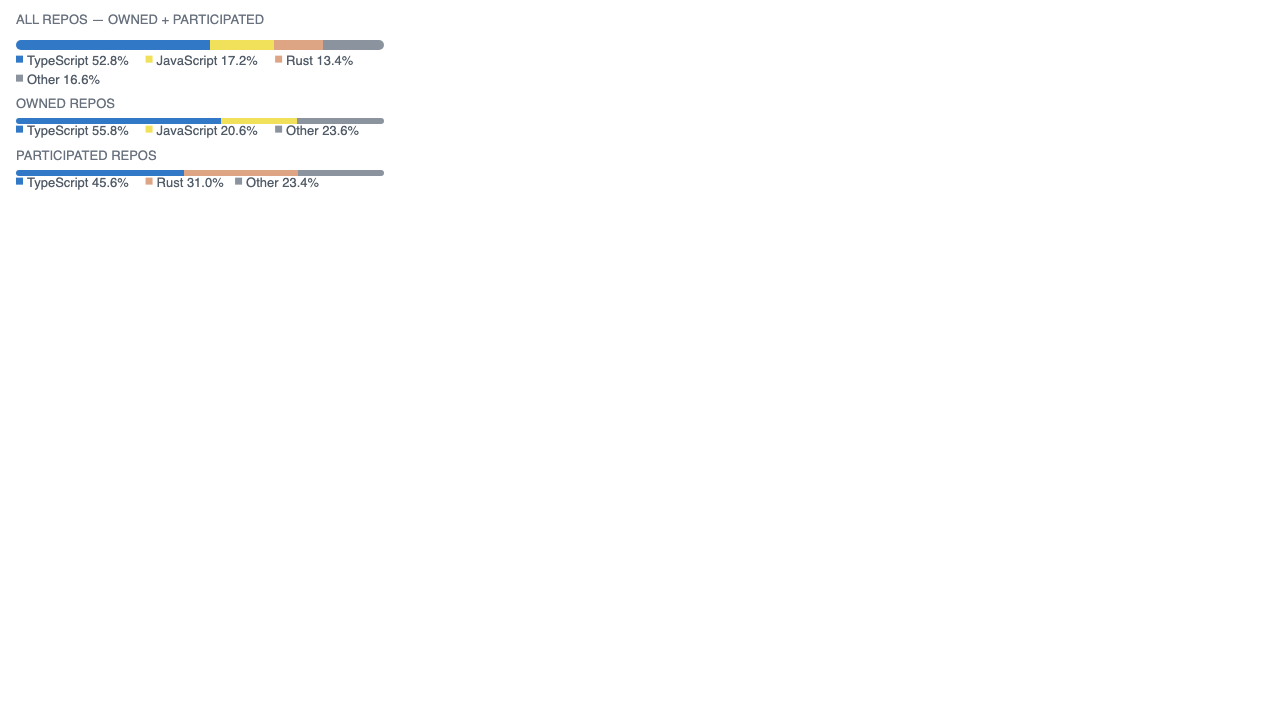 ALL REPOS — OWNED + PARTICIPATED
TypeScript 52.8% JavaScript 17.2% Rust 13.4%
Other 16.6%
OWNED REPOS
TypeScript 55.8% JavaScript 20.6% Other 23.6%
PARTICIPATED REPOS
TypeScript 45.6% Rust 31.0% Other 23.4%